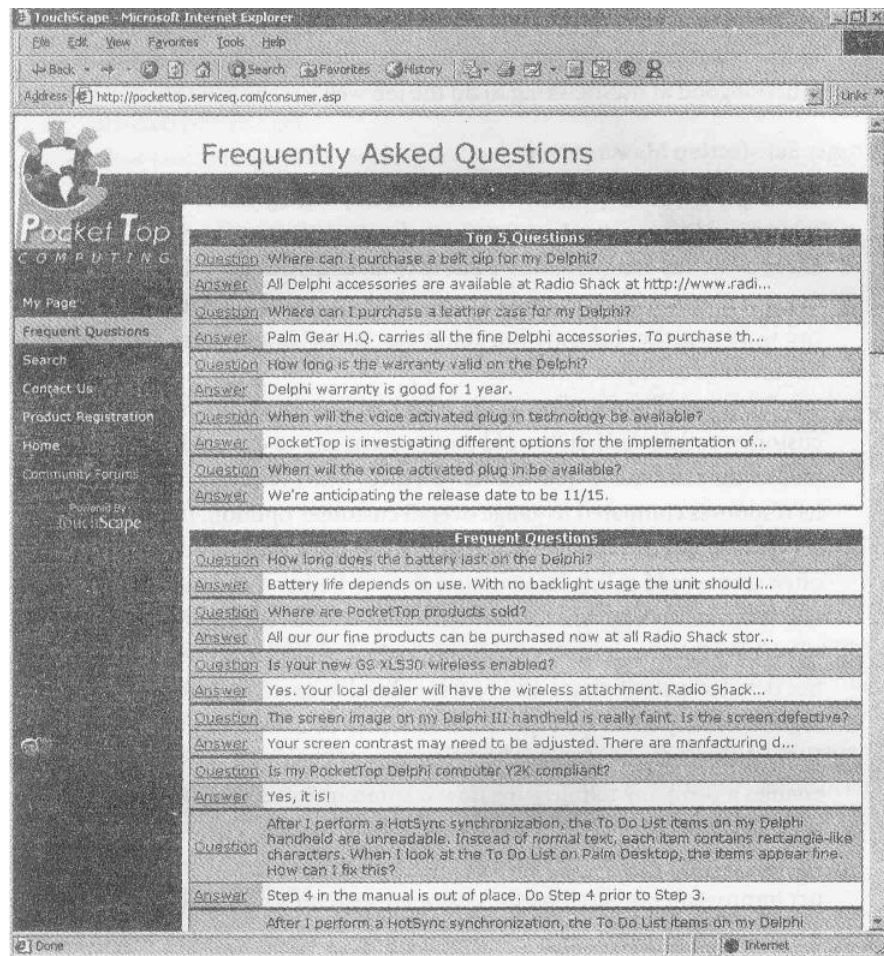 TouchScape - Microsoft Internet Explorer
File Edit View Favorites Tools Help
Back Search Favorites History
Address http://pockettop.serviceq.com/consumer.asp Links »
Frequently Asked Questions
Pocket Top
COMPUTING
My Page
Frequent Questions
Search
Contact Us
Product Registration
Home
Community Forums
Powered By
TouchScape
Top 5 Questions
Question Where can I purchase a belt clip for my Delphi?
Answer All Delphi accessories are available at Radio Shack at http://www.radi...
Question Where can I purchase a leather case for my Delphi?
Answer Palm Gear H.Q. carries all the fine Delphi accessories. To purchase th...
Question How long is the warranty valid on the Delphi?
Answer Delphi warranty is good for 1 year.
Question When will the voice activated plug in technology be available?
Answer PocketTop is investigating different options for the implementation of...
Question When will the voice activated plug in be available?
Answer We're anticipating the release date to be 11/15.
Frequent Questions
Question How long does the battery last on the Delphi?
Answer Battery life depends on use. With no backlight usage the unit should l...
Question Where are PocketTop products sold?
Answer All our our fine products can be purchased now at all Radio Shack stor...
Question Is your new GS XL530 wireless enabled?
Answer Yes. Your local dealer will have the wireless attachment. Radio Shack...
Question The screen image on my Delphi III handheld is really faint. Is the screen defective?
Answer Your screen contrast may need to be adjusted. There are manfacturing d...
Question Is my PocketTop Delphi computer Y2K compliant?
Answer Yes, it is!
Question After I perform a HotSync synchronization, the To Do List items on my Delphi
handheld are unreadable. Instead of normal text, each item contains rectangle-like
characters. When I look at the To Do List on Palm Desktop, the items appear fine.
How can I fix this?
Answer Step 4 in the manual is out of place. Do Step 4 prior to Step 3.
After I perform a HotSync synchronization, the To Do List items on my Delphi
Done Internet